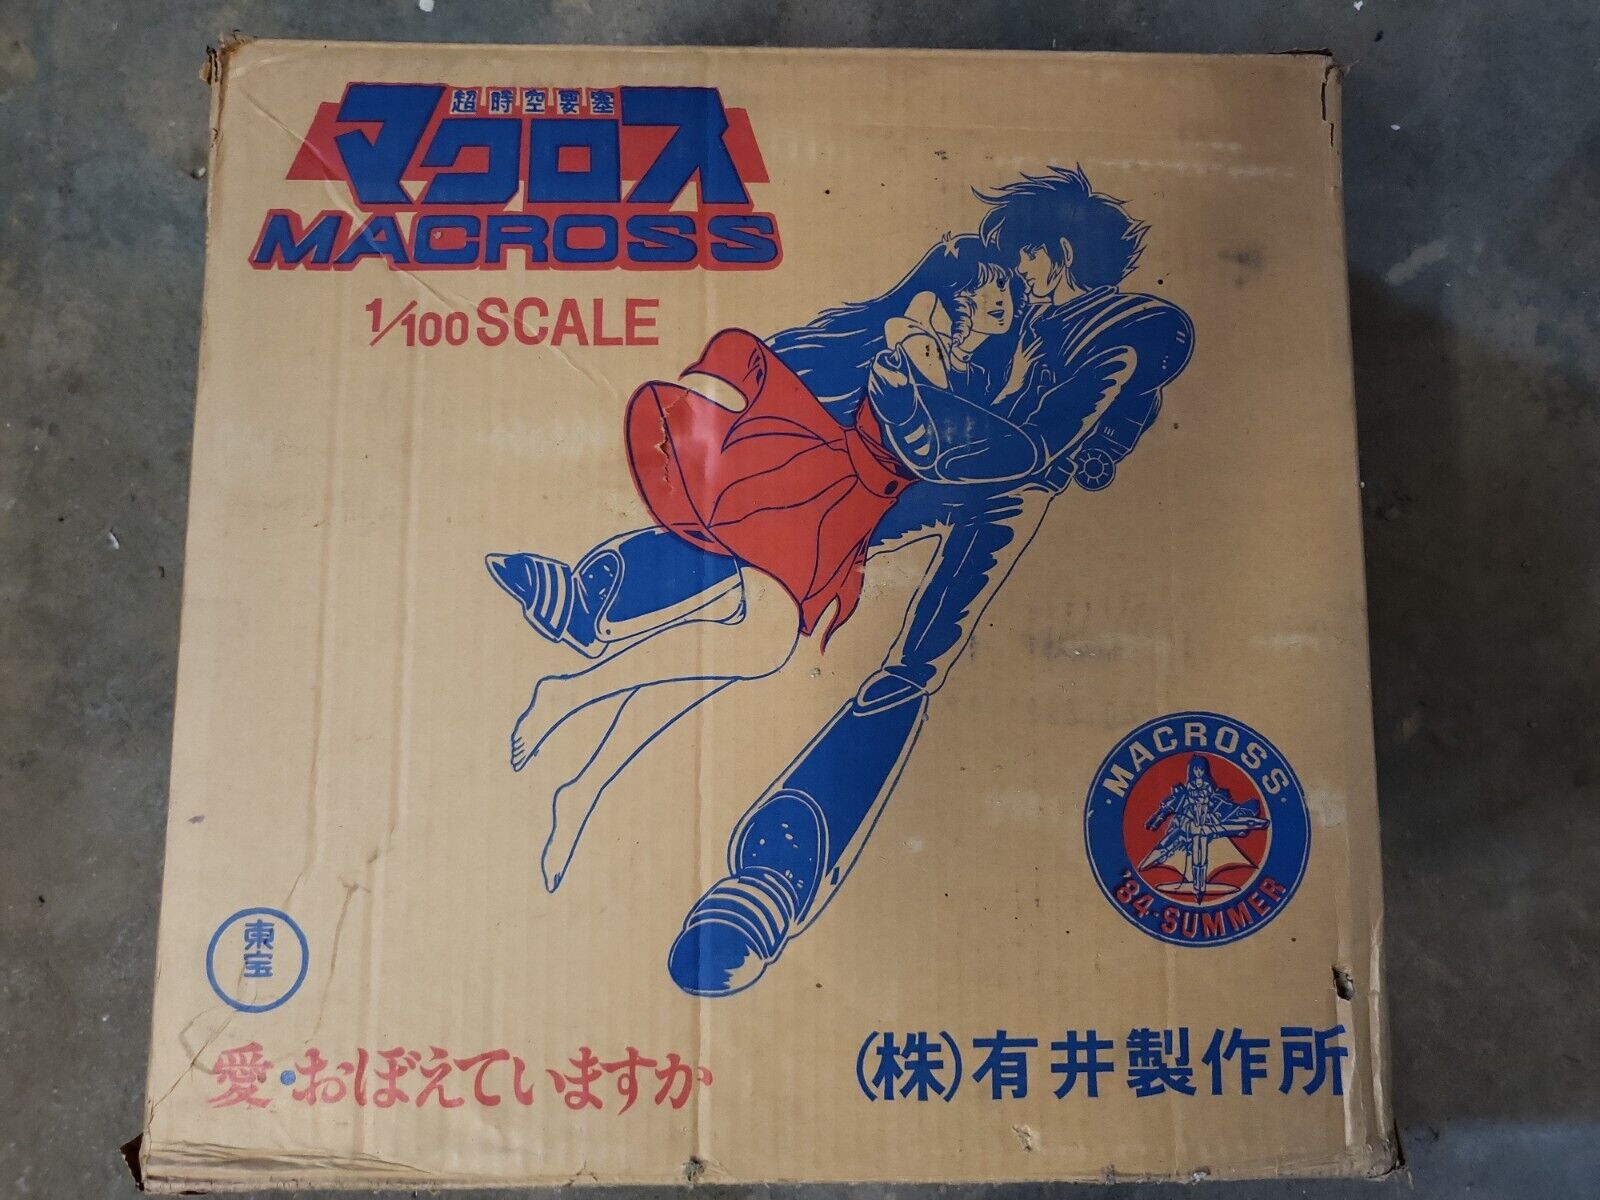 超時空要塞
マクロス
MACROSS
1/100 SCALE
・MACROSS・
'84-SUMMER
東宝
愛・おぼえていますか
(株)有井製作所